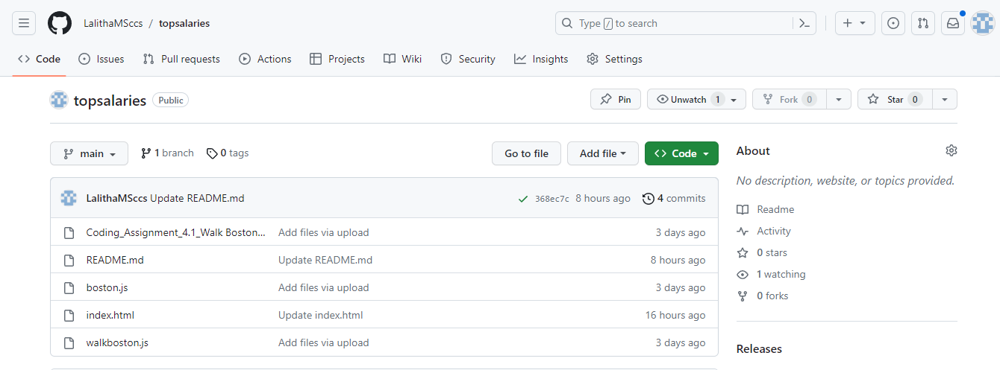 LalithaMSccs / topsalaries
Type / to search
Code Issues Pull requests Actions Projects Wiki Security Insights Settings
topsalaries Public
Pin Unwatch 1 Fork 0 Star 0
main 1 branch 0 tags Go to file Add file Code
LalithaMSccs Update README.md 368ec7c 8 hours ago 4 commits
Coding_Assignment_4.1_Walk Boston... Add files via upload 3 days ago
README.md Update README.md 8 hours ago
boston.js Add files via upload 3 days ago
index.html Update index.html 16 hours ago
walkboston.js Add files via upload 3 days ago
About
No description, website, or topics provided.
Readme
Activity
0 stars
1 watching
0 forks
Releases